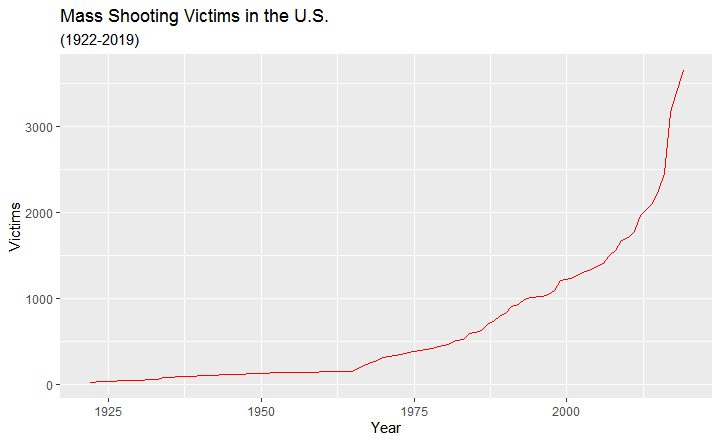 Mass Shooting Victims in the U.S.
(1922-2019)
3000
2000
1000
0
Victims
1925 1950 1975 2000
Year